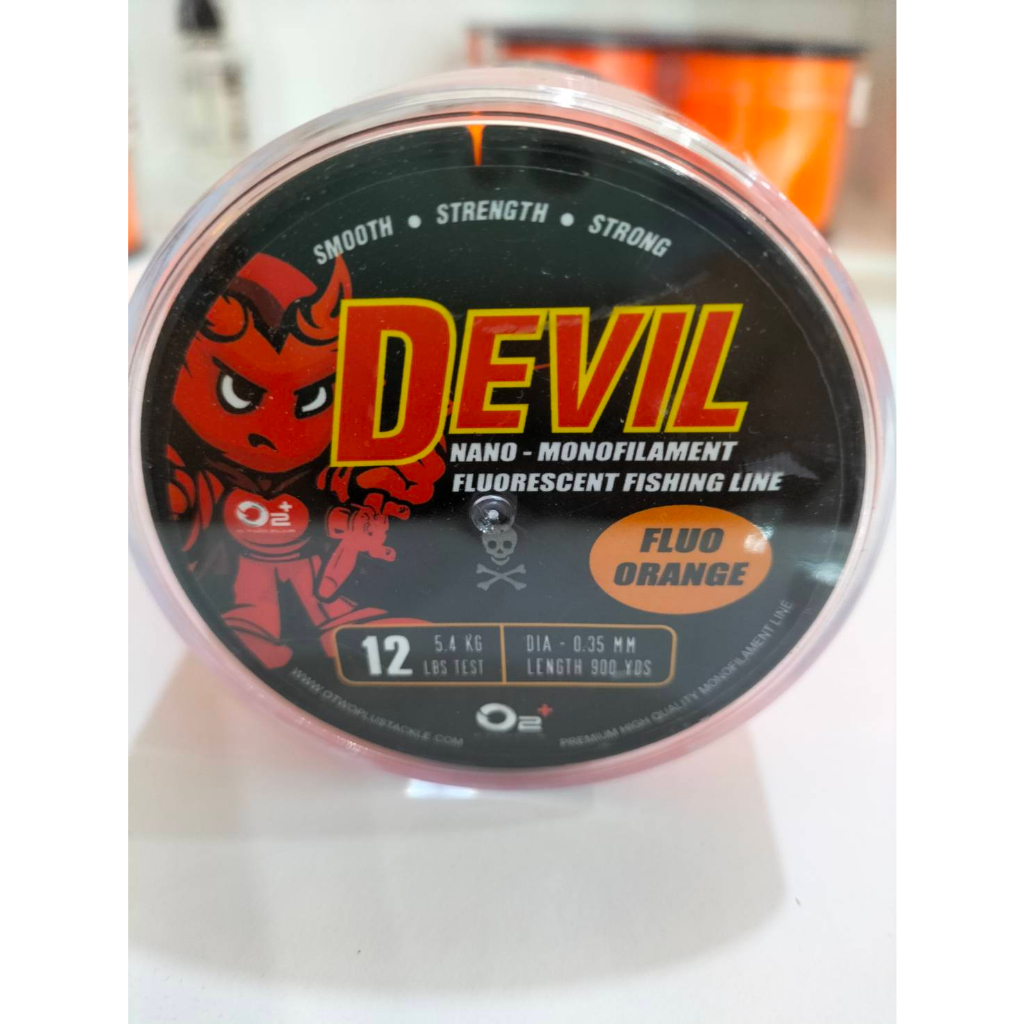 SMOOTH • STRENGTH • STRONG
DEVIL
NANO - MONOFILAMENT
FLUORESCENT FISHING LINE
O2+
FLUO
ORANGE
12 5.4 KG
LBS TEST
DIA - 0.35 MM
LENGTH 900 YDS
WWW.OTWOPLUSTACKLE.COM
O2+
PREMIUM HIGH QUALITY MONOFILAMENT LINE